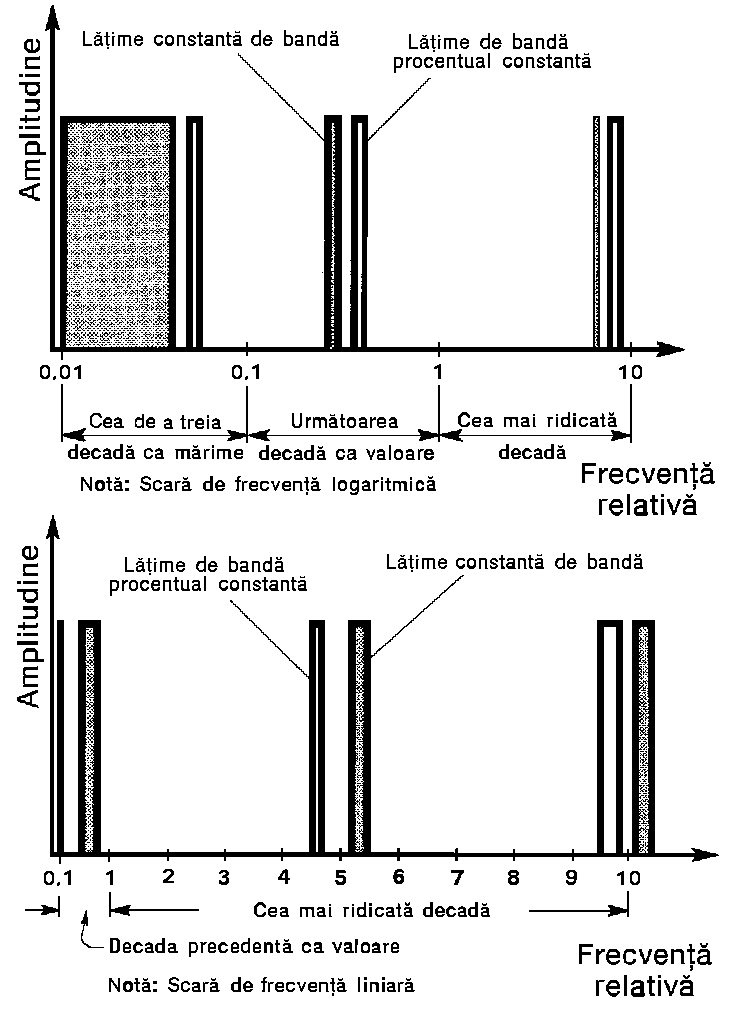 Amplitudine
Lățime constantă de bandă
Lățime de bandă
procentual constantă
0.01
0.1
1
10
Cea de a treia
decadă ca mărime
Următoarea
decadă ca valoare
Cea mai ridicată
decadă
Notă: Scară de frecvență logaritmică
Frecvență
relativă
Amplitudine
Lățime de bandă
procentual constantă
Lățime constantă de bandă
0.1 1 2 3 4 5 6 7 8 9 10
Cea mai ridicată decadă
Decada precedentă ca valoare
Notă: Scară de frecvență liniară
Frecvență
relativă